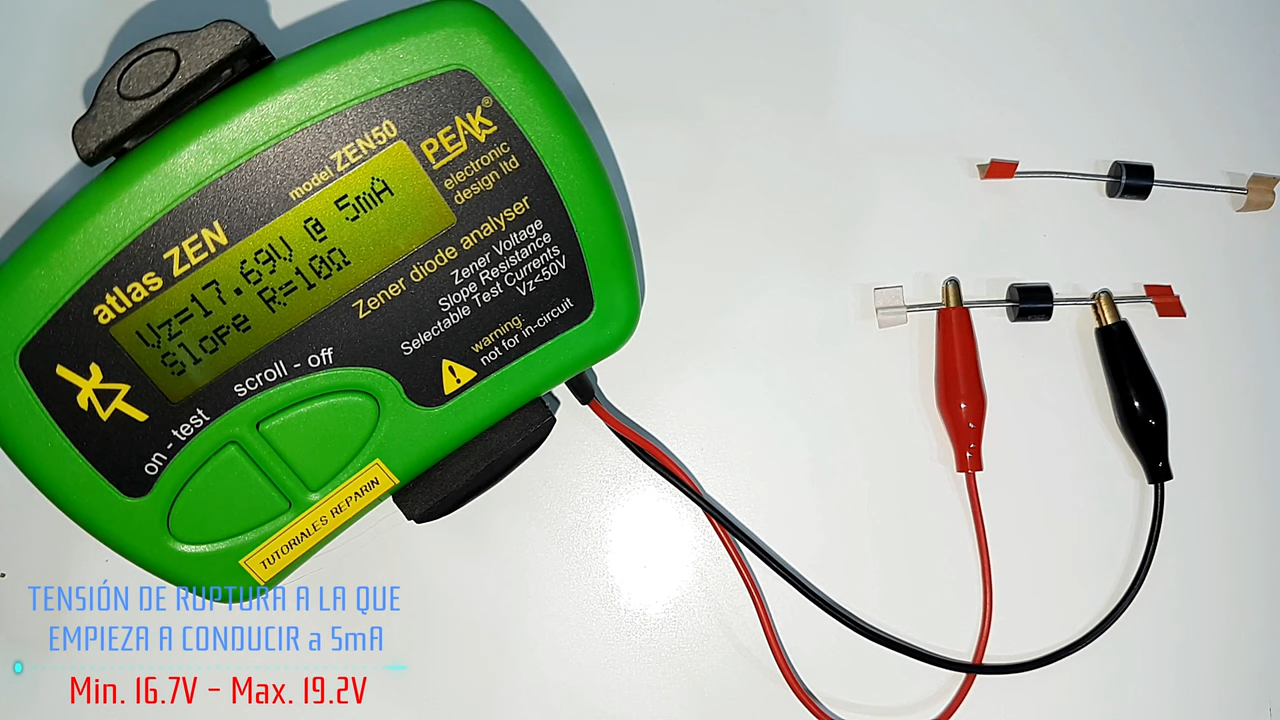 atlas ZEN
model ZEN50
PEAK®
electronic
design ltd
Vz=17.69V @ 5mA
Slope R=10Ω
Zener diode analyser
Zener Voltage
Slope Resistance
Selectable Test Currents
Vz<50V
warning:
not for in-circuit
on - test
scroll - off
TUTORIALES REPARIN
TENSIÓN DE RUPTURA A LA QUE
EMPIEZA A CONDUCIR a 5mA
Min. 16.7V - Max. 19.2V